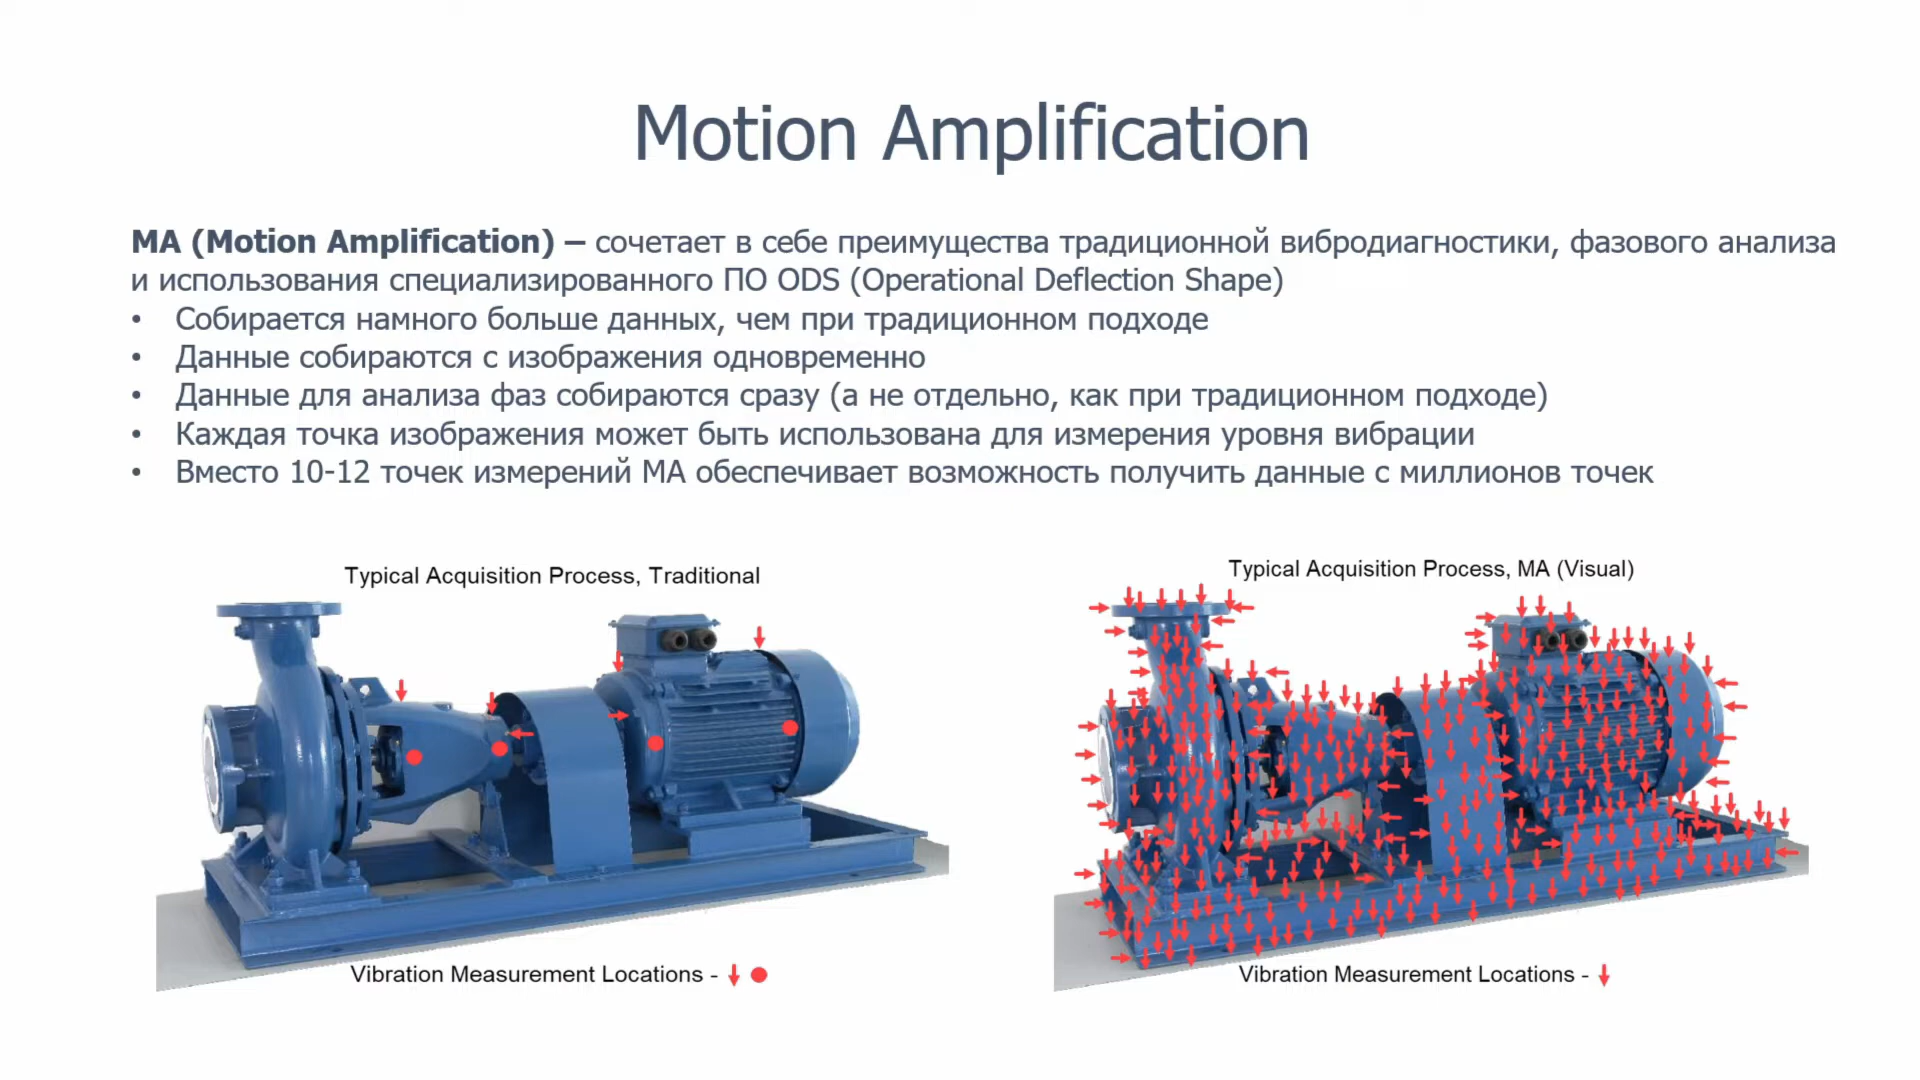 Motion Amplification
MA (Motion Amplification) – сочетает в себе преимущества традиционной вибродиагностики, фазового анализа
и использования специализированного ПО ODS (Operational Deflection Shape)
• Собирается намного больше данных, чем при традиционном подходе
• Данные собираются с изображения одновременно
• Данные для анализа фаз собираются сразу (а не отдельно, как при традиционном подходе)
• Каждая точка изображения может быть использована для измерения уровня вибрации
• Вместо 10-12 точек измерений МА обеспечивает возможность получить данные с миллионов точек
Typical Acquisition Process, Traditional
Vibration Measurement Locations -
Typical Acquisition Process, MA (Visual)
Vibration Measurement Locations -